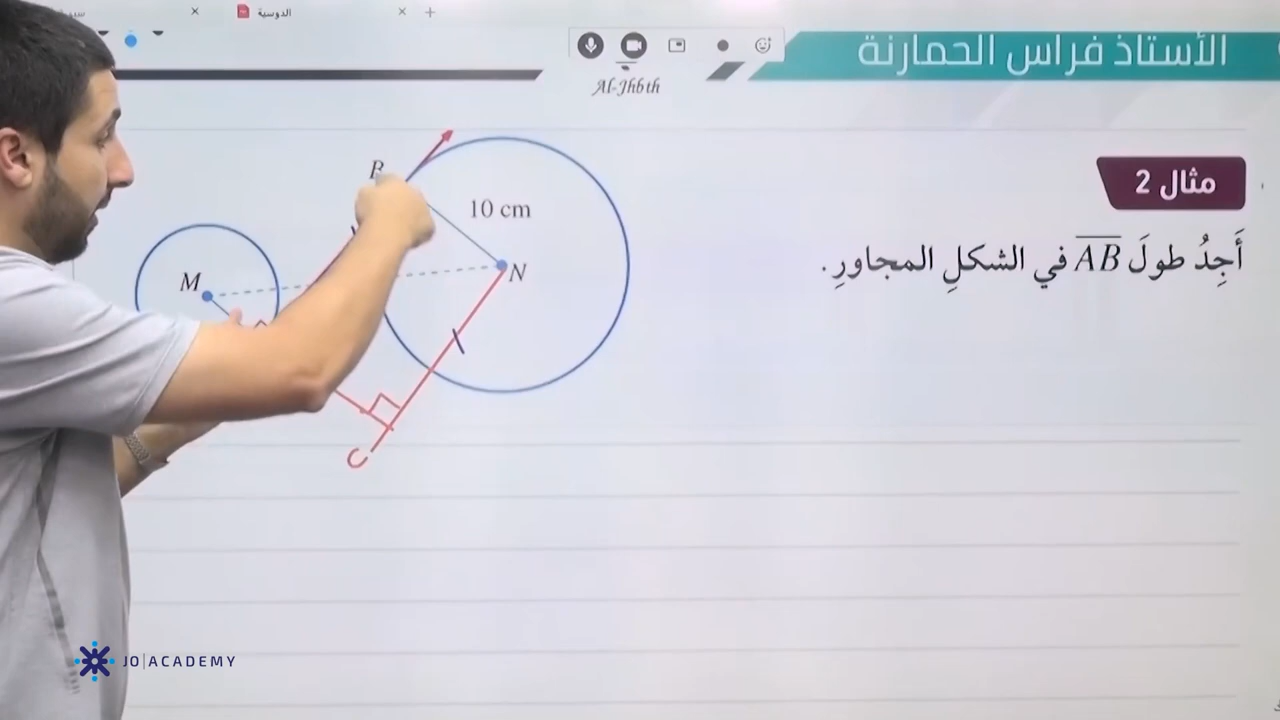 الدوسية
الأستاذ فراس الحمارنة
Al-Jhbth
مثال 2
أَجِدُ طولَ AB في الشكلِ المجاورِ.
B
10 cm
M
N
C
JO ACADEMY